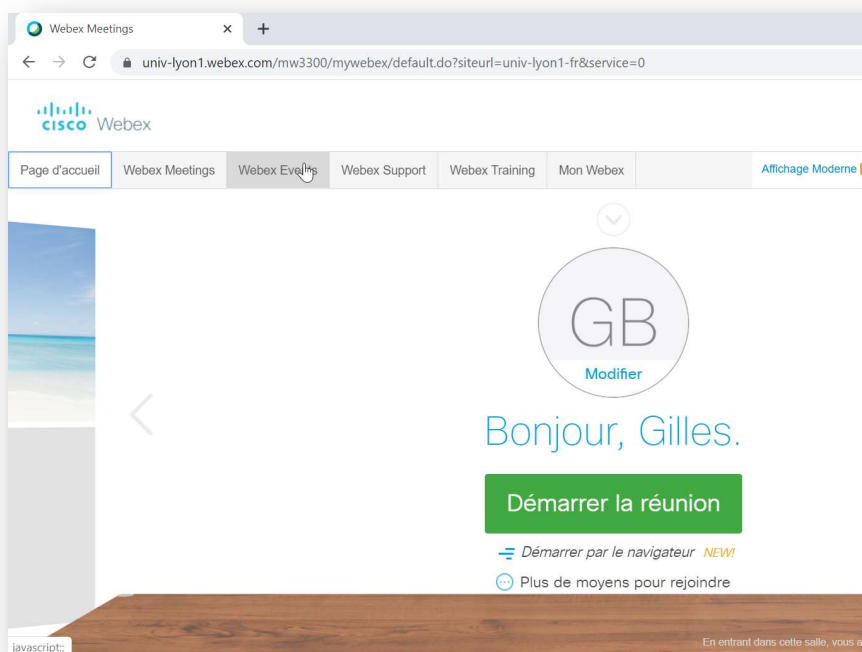 Webex Meetings
univ-lyon1.webex.com/mw3300/mywebex/default.do?siteurl=univ-lyon1-fr&service=0
CISCO Webex
Page d'accueil Webex Meetings Webex Events Webex Support Webex Training Mon Webex Affichage Moderne
GB
Modifier
Bonjour, Gilles.
Démarrer la réunion
Démarrer par le navigateur NEW!
Plus de moyens pour rejoindre
En entrant dans cette salle, vous a
javascript:;